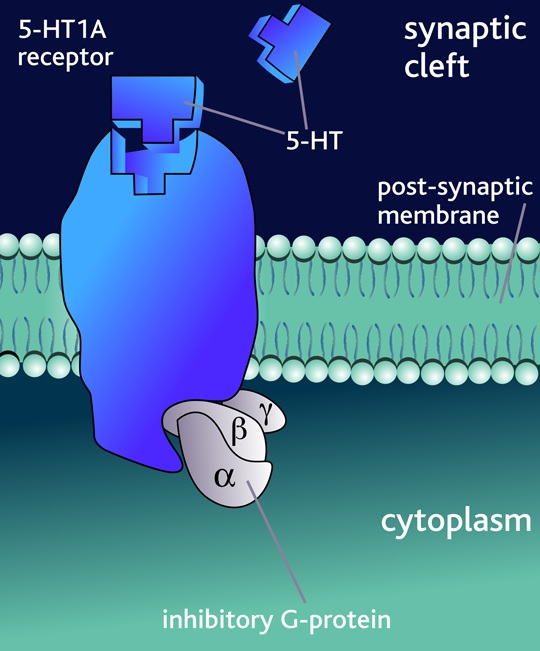 5-HT1A
receptor
synaptic
cleft
5-HT
post-synaptic
membrane
γ
β
α
cytoplasm
inhibitory G-protein